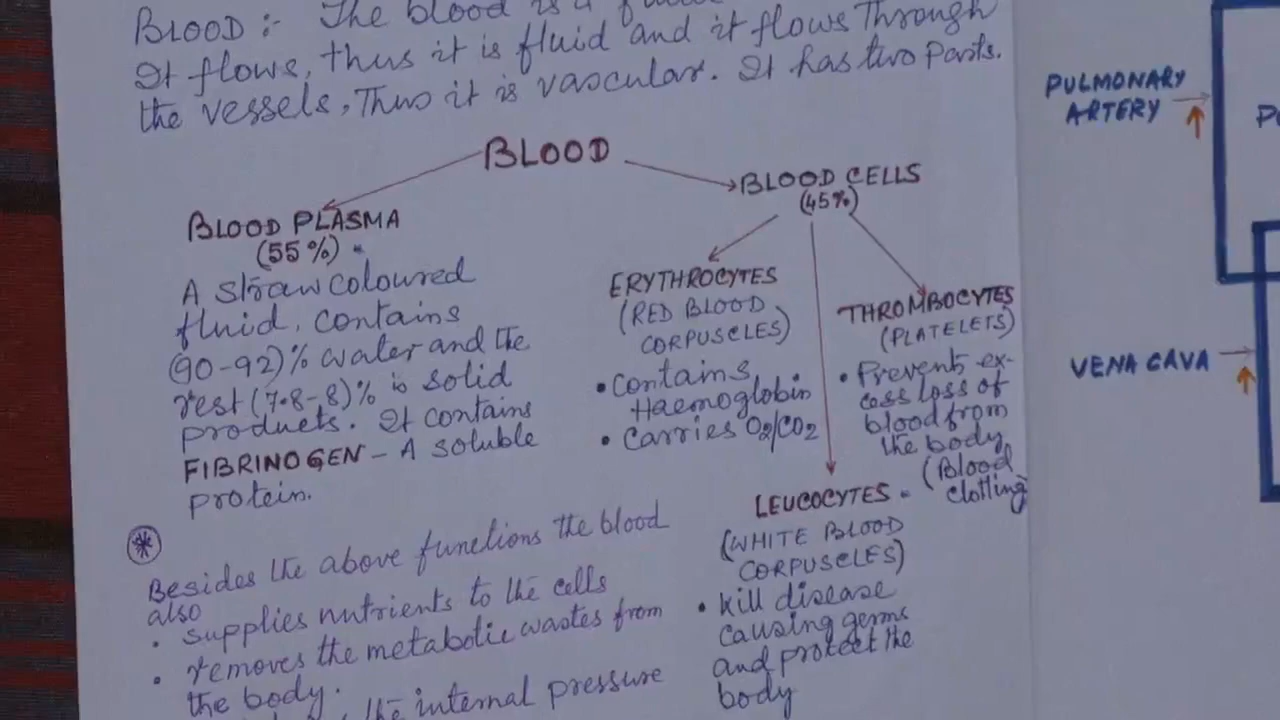 BLOOD :- The blood is a
It flows, thus it is fluid and it flows through
the vessels, Thus it is vascular. It has two parts.
BLOOD
BLOOD PLASMA
(55%)
A straw coloured
fluid, contains
(90-92)% water and the
rest (7.8-8)% is solid
products. It contains
FIBRINOGEN - A soluble
protein.
BLOOD CELLS
(45%)
ERYTHROCYTES
(RED BLOOD
CORPUSCLES)
• Contains
Haemoglobin
• Carries O2/CO2
THROMBOCYTES
(PLATELETS)
• Prevents ex-
cess loss of
blood from
the body
(Blood
clotting
LEUCOCYTES
(WHITE BLOOD
CORPUSCLES)
• kill disease
causing germs
and protect the
body
* Besides the above functions the blood
also
• supplies nutrients to the cells
• removes the metabolic wastes from
the body.
the internal pressure
PULMONARY
ARTERY
VENA CAVA